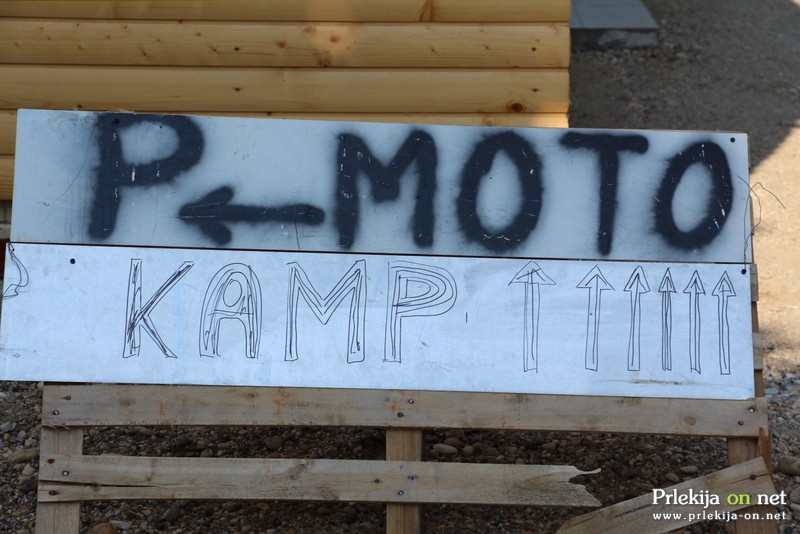 P ← MOTO
KAMP ↑ ↑ ↑ ↑ ↑ ↑
Prlekija on net
www.prlekija-on.net